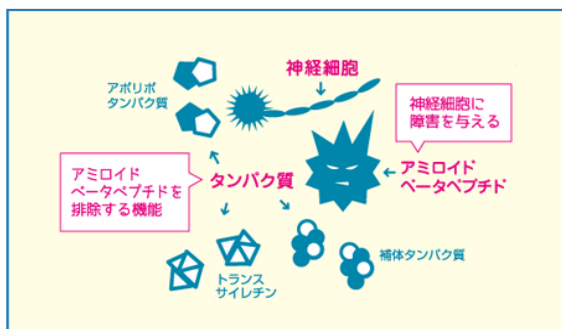 神経細胞
アポリポ
タンパク質
神経細胞に
障害を与える
アミロイド
ベータペプチドを
排除する機能
タンパク質
アミロイド
ベータペプチド
トランス
サイレチン
補体タンパク質